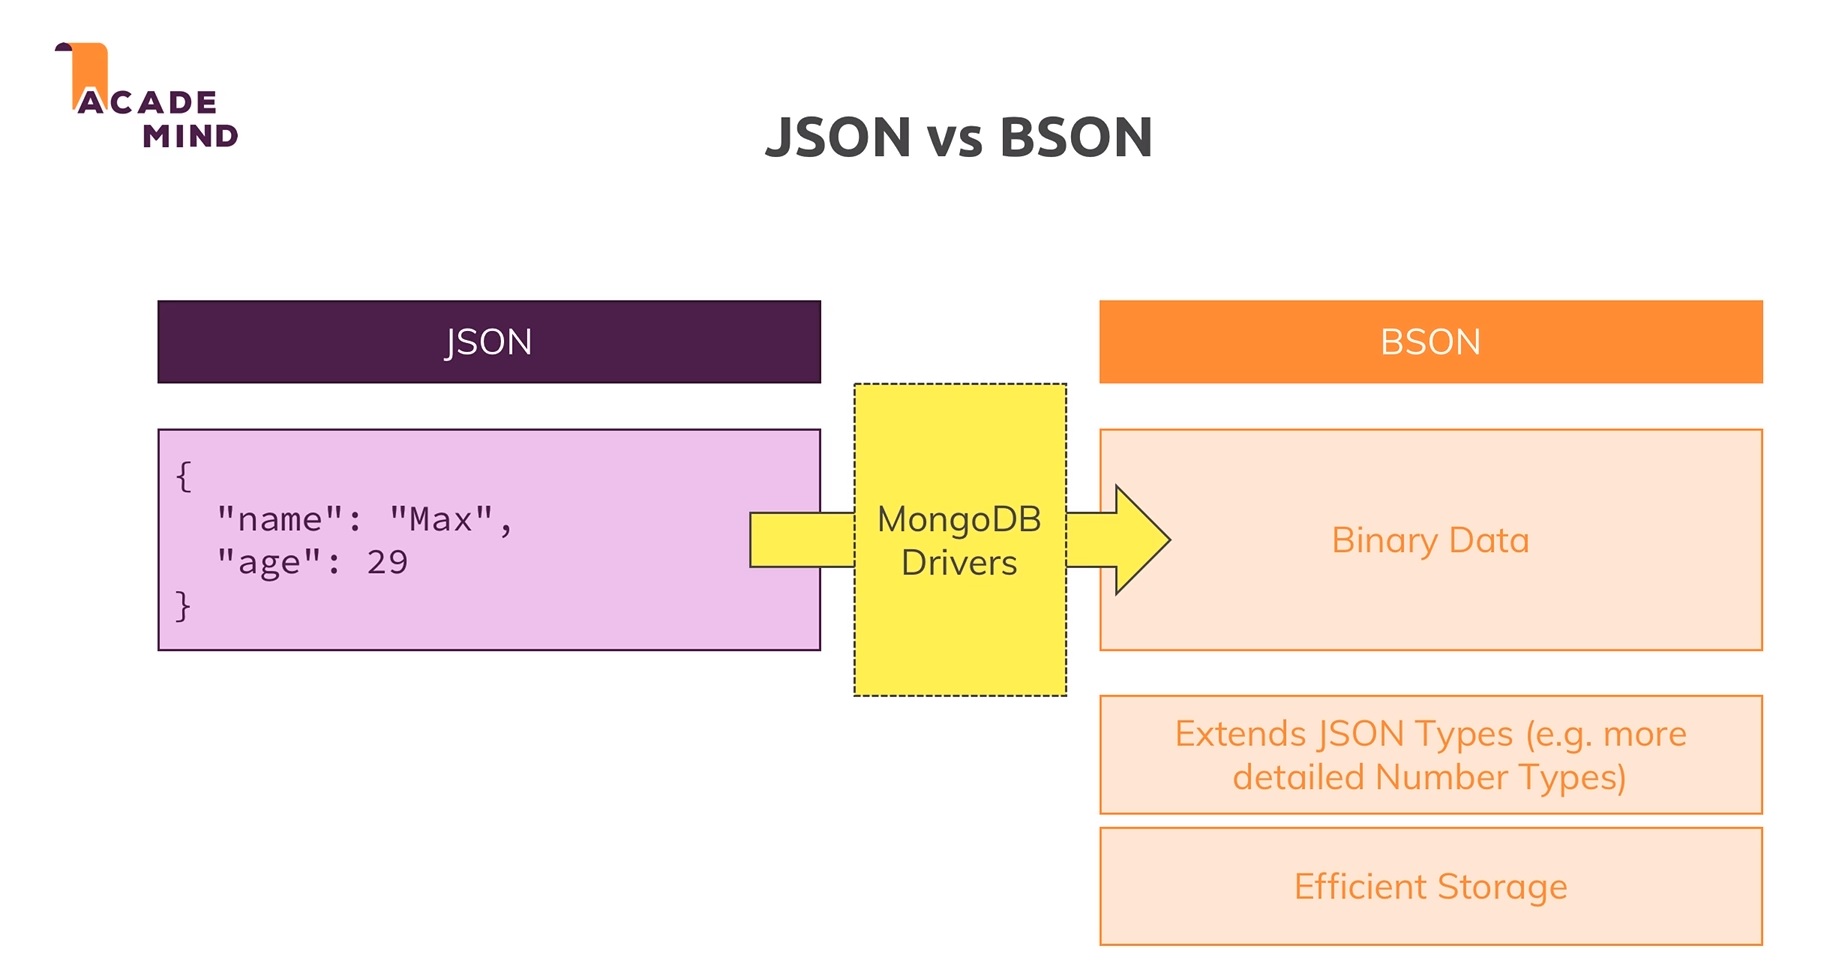 ACADE
MIND
JSON vs BSON
JSON
BSON
{
"name": "Max",
"age": 29
}
MongoDB
Drivers
Binary Data
Extends JSON Types (e.g. more
detailed Number Types)
Efficient Storage